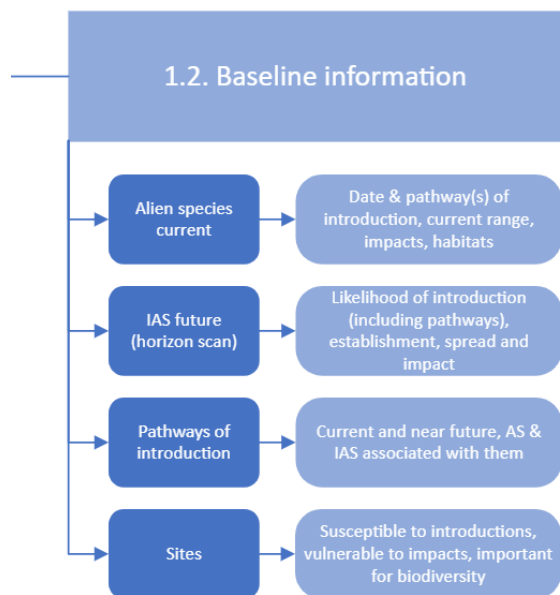 1.2. Baseline information
Alien species
current
Date & pathway(s) of
introduction, current range,
impacts, habitats
IAS future
(horizon scan)
Likelihood of introduction
(including pathways),
establishment, spread and
impact
Pathways of
introduction
Current and near future, AS &
IAS associated with them
Sites
Susceptible to introductions,
vulnerable to impacts, important
for biodiversity